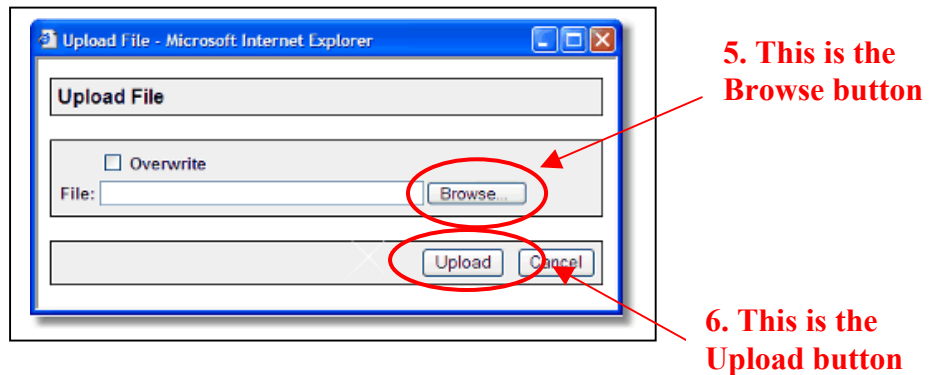 Upload File - Microsoft Internet Explorer
5. This is the
Browse button
Upload File
Overwrite
File:
Browse...
Upload
Cancel
6. This is the
Upload button